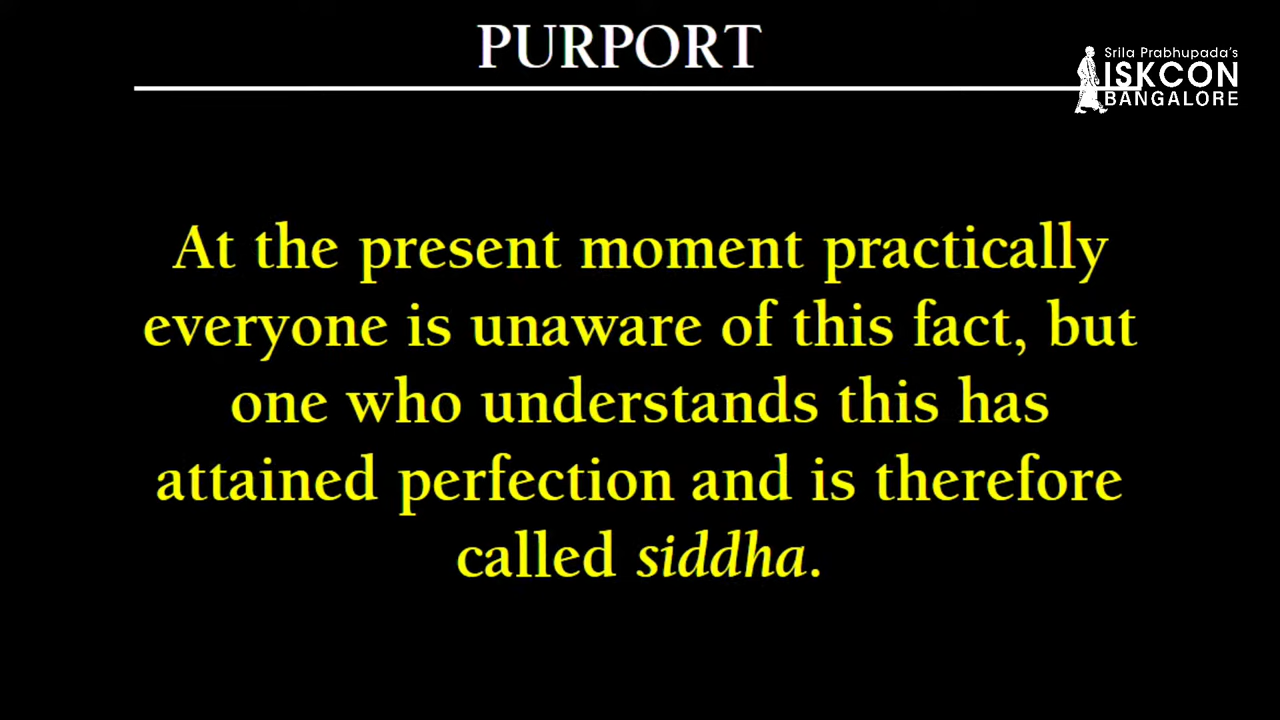 PURPORT
Srila Prabhupada's
ISKCON
BANGALORE
At the present moment practically
everyone is unaware of this fact, but
one who understands this has
attained perfection and is therefore
called siddha.